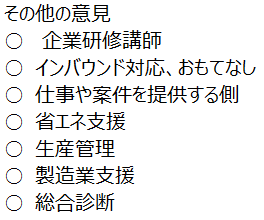 その他の意見
○ 企業研修講師
○ インバウンド対応、おもてなし
○ 仕事や案件を提供する側
○ 省エネ支援
○ 生産管理
○ 製造業支援
○ 総合診断